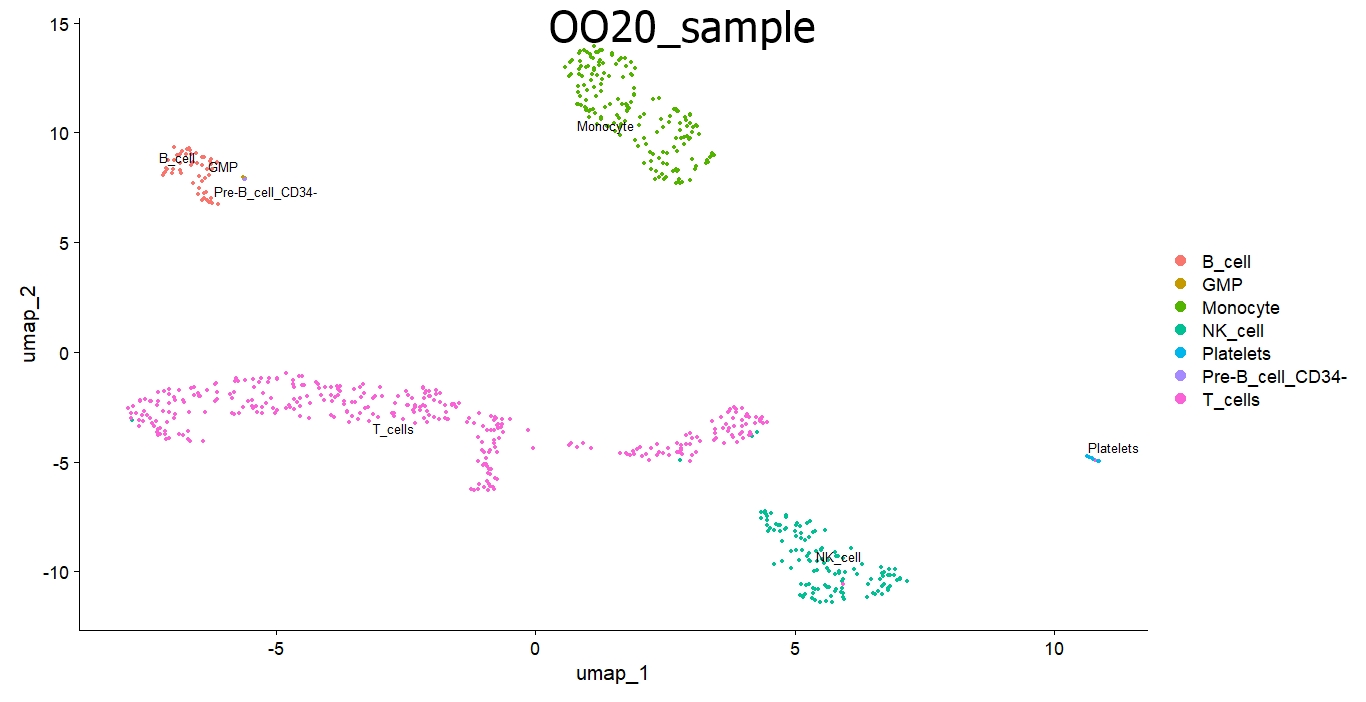 OO20_sample
15
10
5
0
-5
-10
umap_2
Monocyte
B_cell
GMP
Pre-B_cell_CD34-
T_cells
Platelets
NK_cell
-5
0
5
10
umap_1
B_cell
GMP
Monocyte
NK_cell
Platelets
Pre-B_cell_CD34-
T_cells